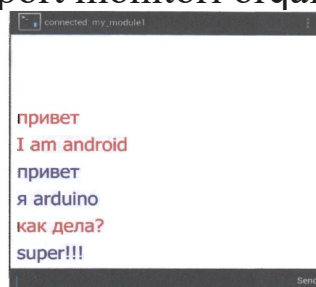 connected: my_module1
привет
I am android
привет
я arduino
как дела?
super!!!
Send